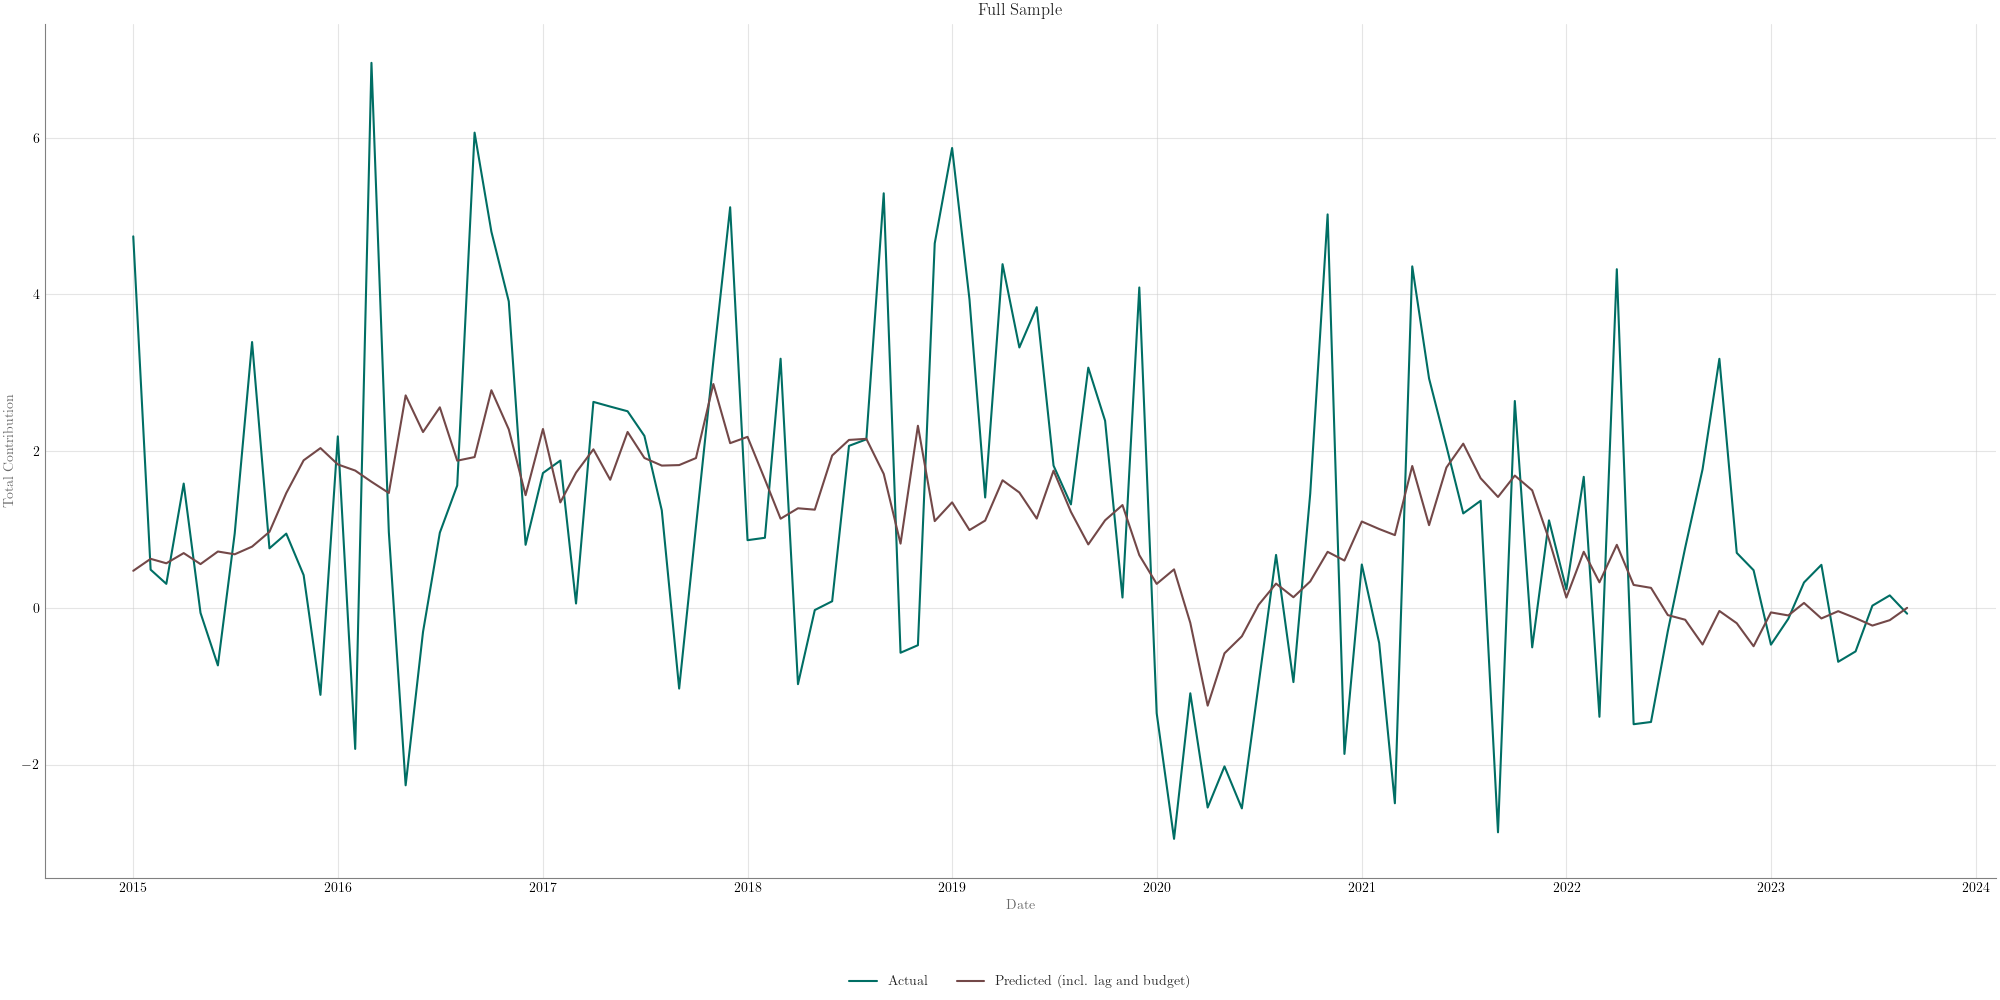 Full Sample
Total Contribution
6
4
2
0
−2
2015 2016 2017 2018 2019 2020 2021 2022 2023 2024
Date
Actual Predicted (incl. lag and budget)